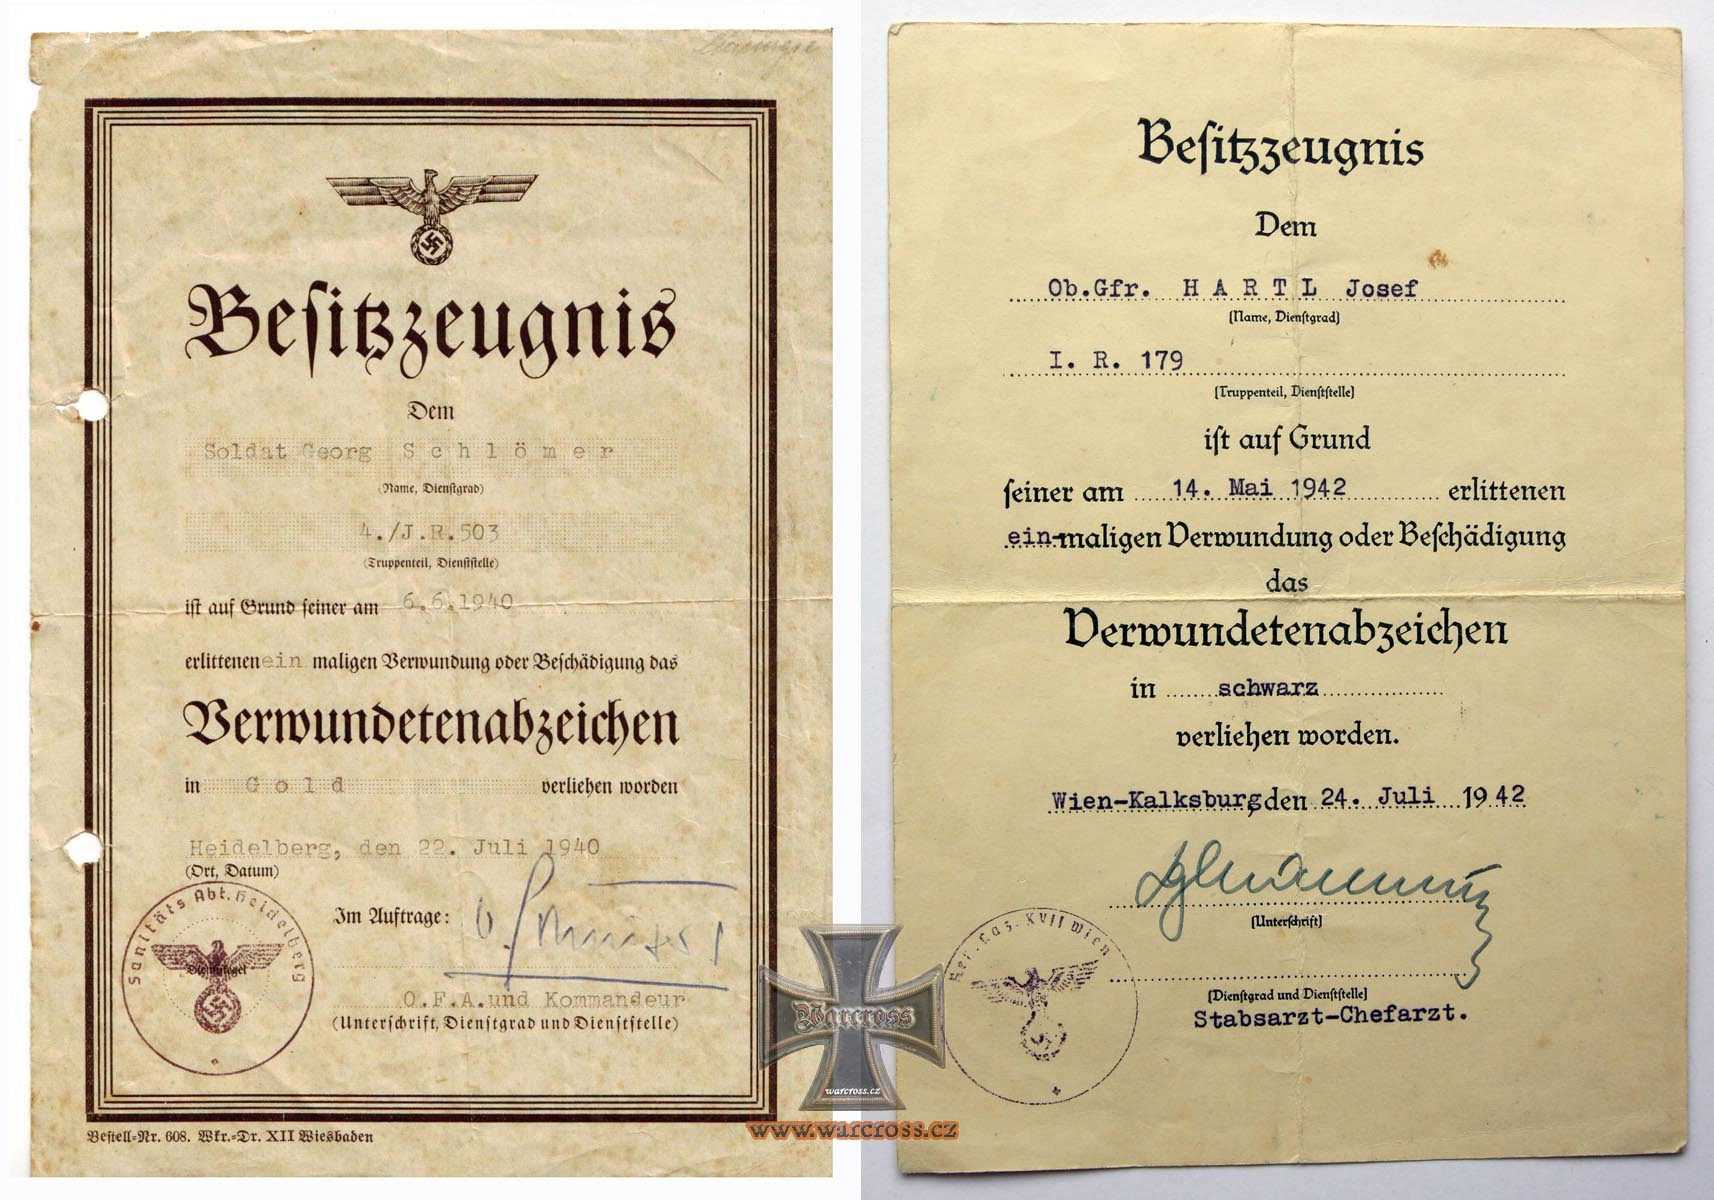 Besitzzeugnis
Dem
Soldat Georg Schlömer
(Name, Dienstgrad)
4./J.R.503
(Truppenteil, Dienststelle)
ist auf Grund seiner am 6.6.1940
erlittenen ein maligen Verwundung oder Beschädigung das
Verwundetenabzeichen
in Gold verliehen worden
Heidelberg, den 22. Juli 1940
(Ort, Datum)
Sanitäts Abt. Heidelberg
Dienstsiegel
Im Auftrage:
O.F.A.und Kommandeur
(Unterschrift, Dienstgrad und Dienststelle)
Bestell-Nr. 608. Wkr.-Dr. XII Wiesbaden
Besitzzeugnis
Dem
Ob.Gfr. HARTL Josef
(Name, Dienstgrad)
I. R. 179
(Truppenteil, Dienststelle)
ist auf Grund
seiner am 14. Mai 1942 erlittenen
ein-maligen Verwundung oder Beschädigung
das
Verwundetenabzeichen
in schwarz
verliehen worden.
Wien-Kalksburg, den 24. Juli 1942
(Unterschrift)
Res. Laz. XVII Wien
(Dienstgrad und Dienststelle)
Stabsarzt-Chefarzt.
Warcross
warcross.cz
www.warcross.cz